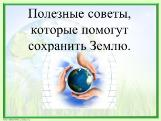 Полезные советы,
которые помогут
сохранить Землю.